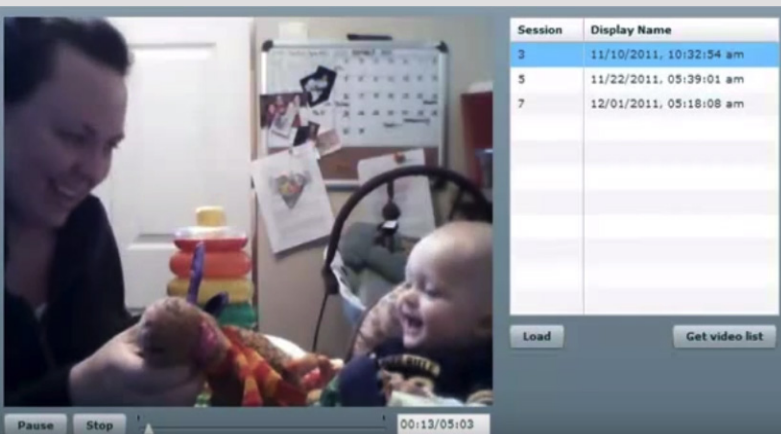 Session Display Name
3 11/10/2011, 10:32:54 am
5 11/22/2011, 05:39:01 am
7 12/01/2011, 05:18:08 am
Load Get video list
Pause Stop 00:13/05:03